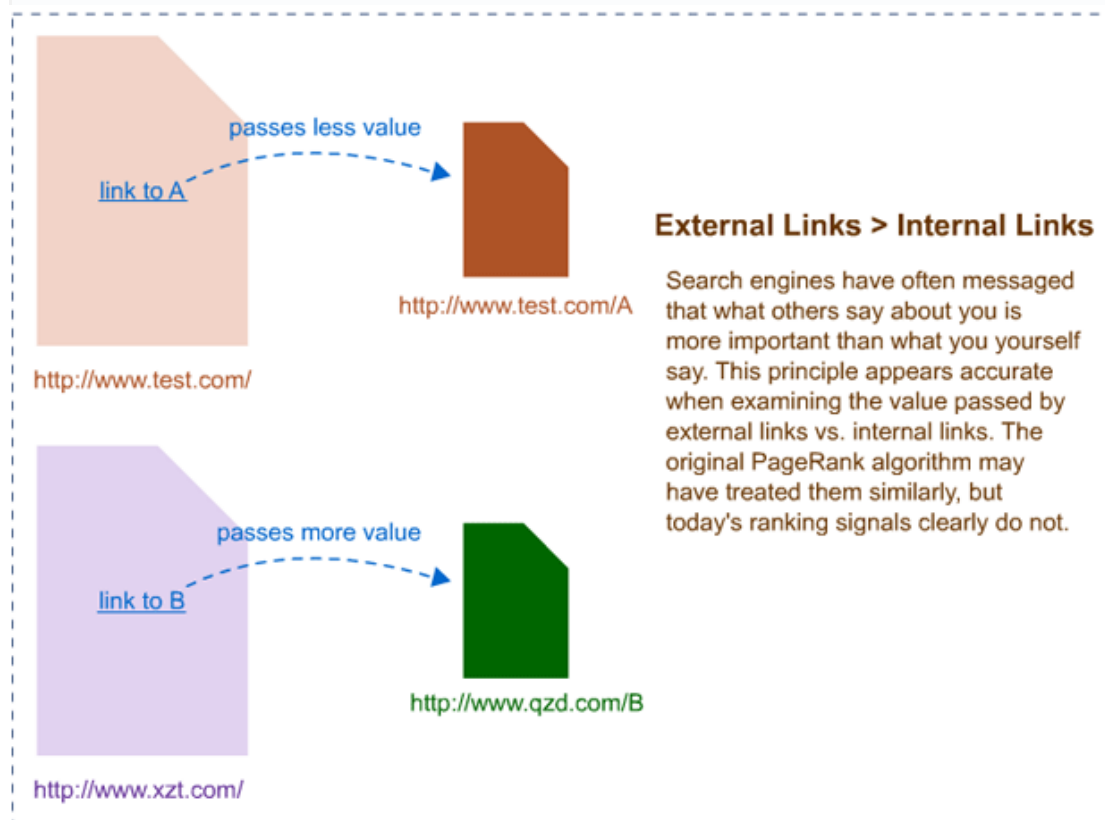 passes less value
link to A
http://www.test.com/A
http://www.test.com/
External Links > Internal Links
Search engines have often messaged
that what others say about you is
more important than what you yourself
say. This principle appears accurate
when examining the value passed by
external links vs. internal links. The
original PageRank algorithm may
have treated them similarly, but
today's ranking signals clearly do not.
passes more value
link to B
http://www.qzd.com/B
http://www.xzt.com/